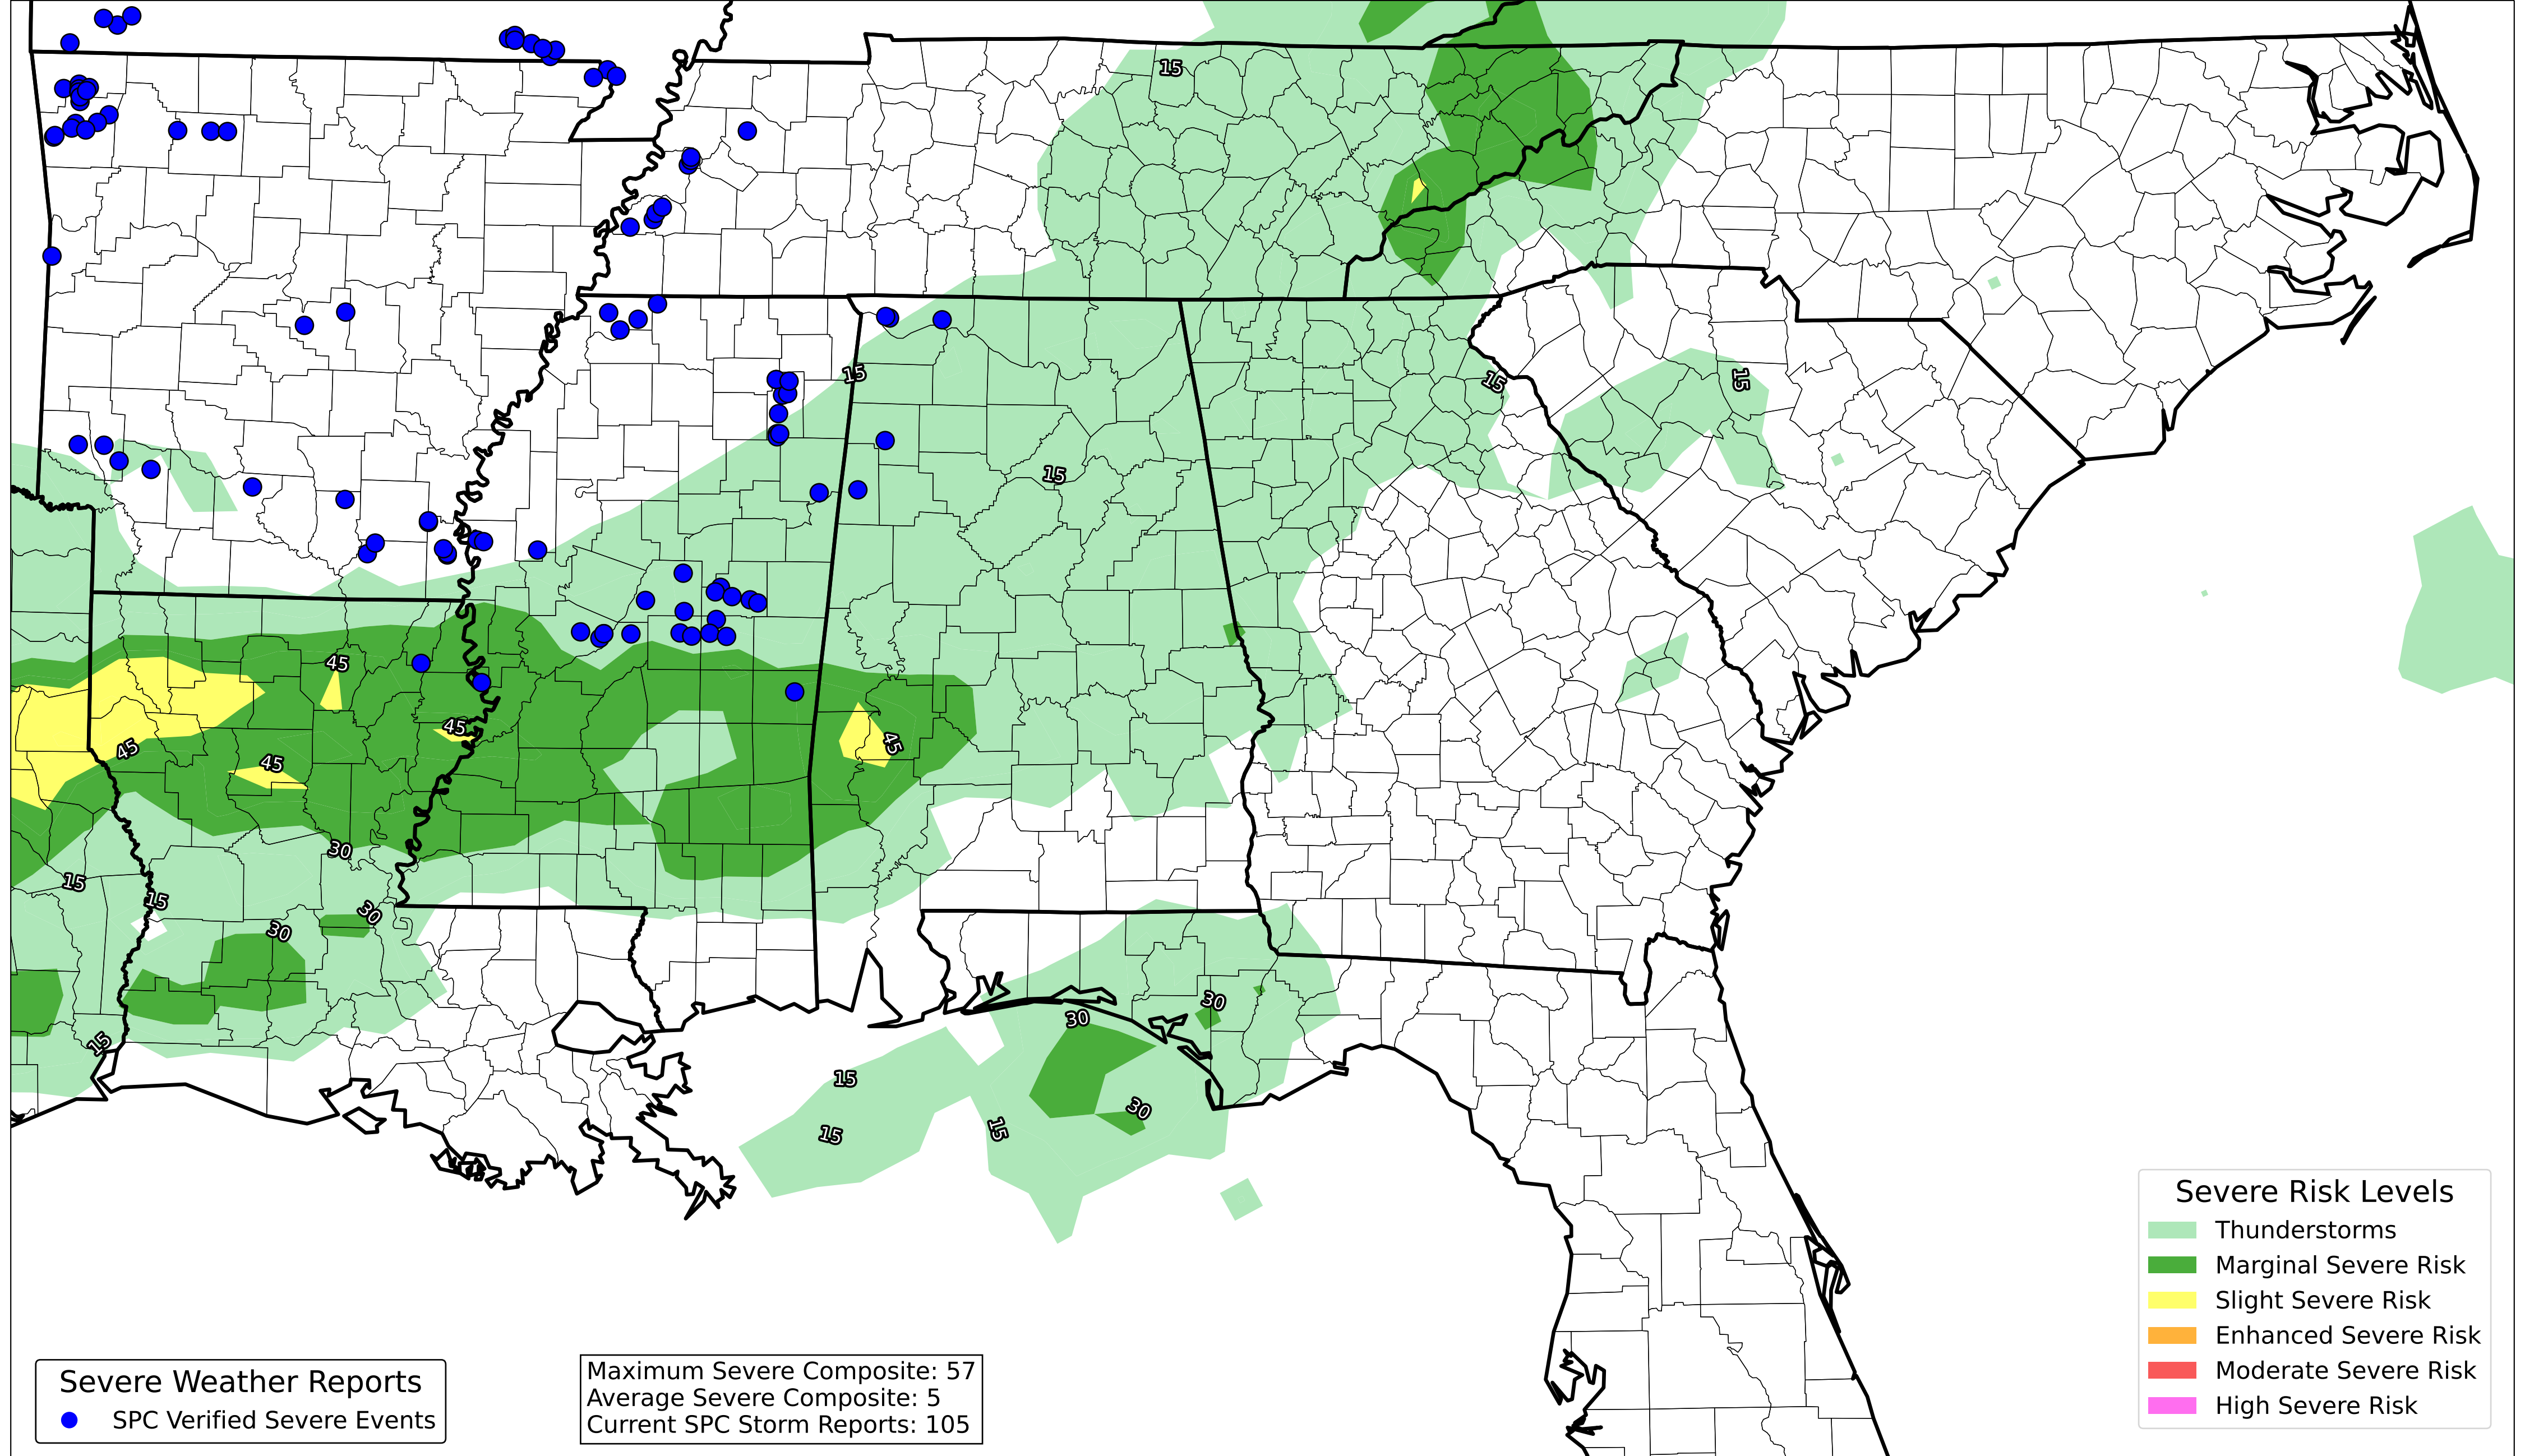 15
15
15
15
15
45
45
45
45
45
30
15
15
30
30
15
30
30
15
30
15
15
Severe Risk Levels
Thunderstorms
Marginal Severe Risk
Slight Severe Risk
Enhanced Severe Risk
Moderate Severe Risk
High Severe Risk
Severe Weather Reports
SPC Verified Severe Events
Maximum Severe Composite: 57
Average Severe Composite: 5
Current SPC Storm Reports: 105